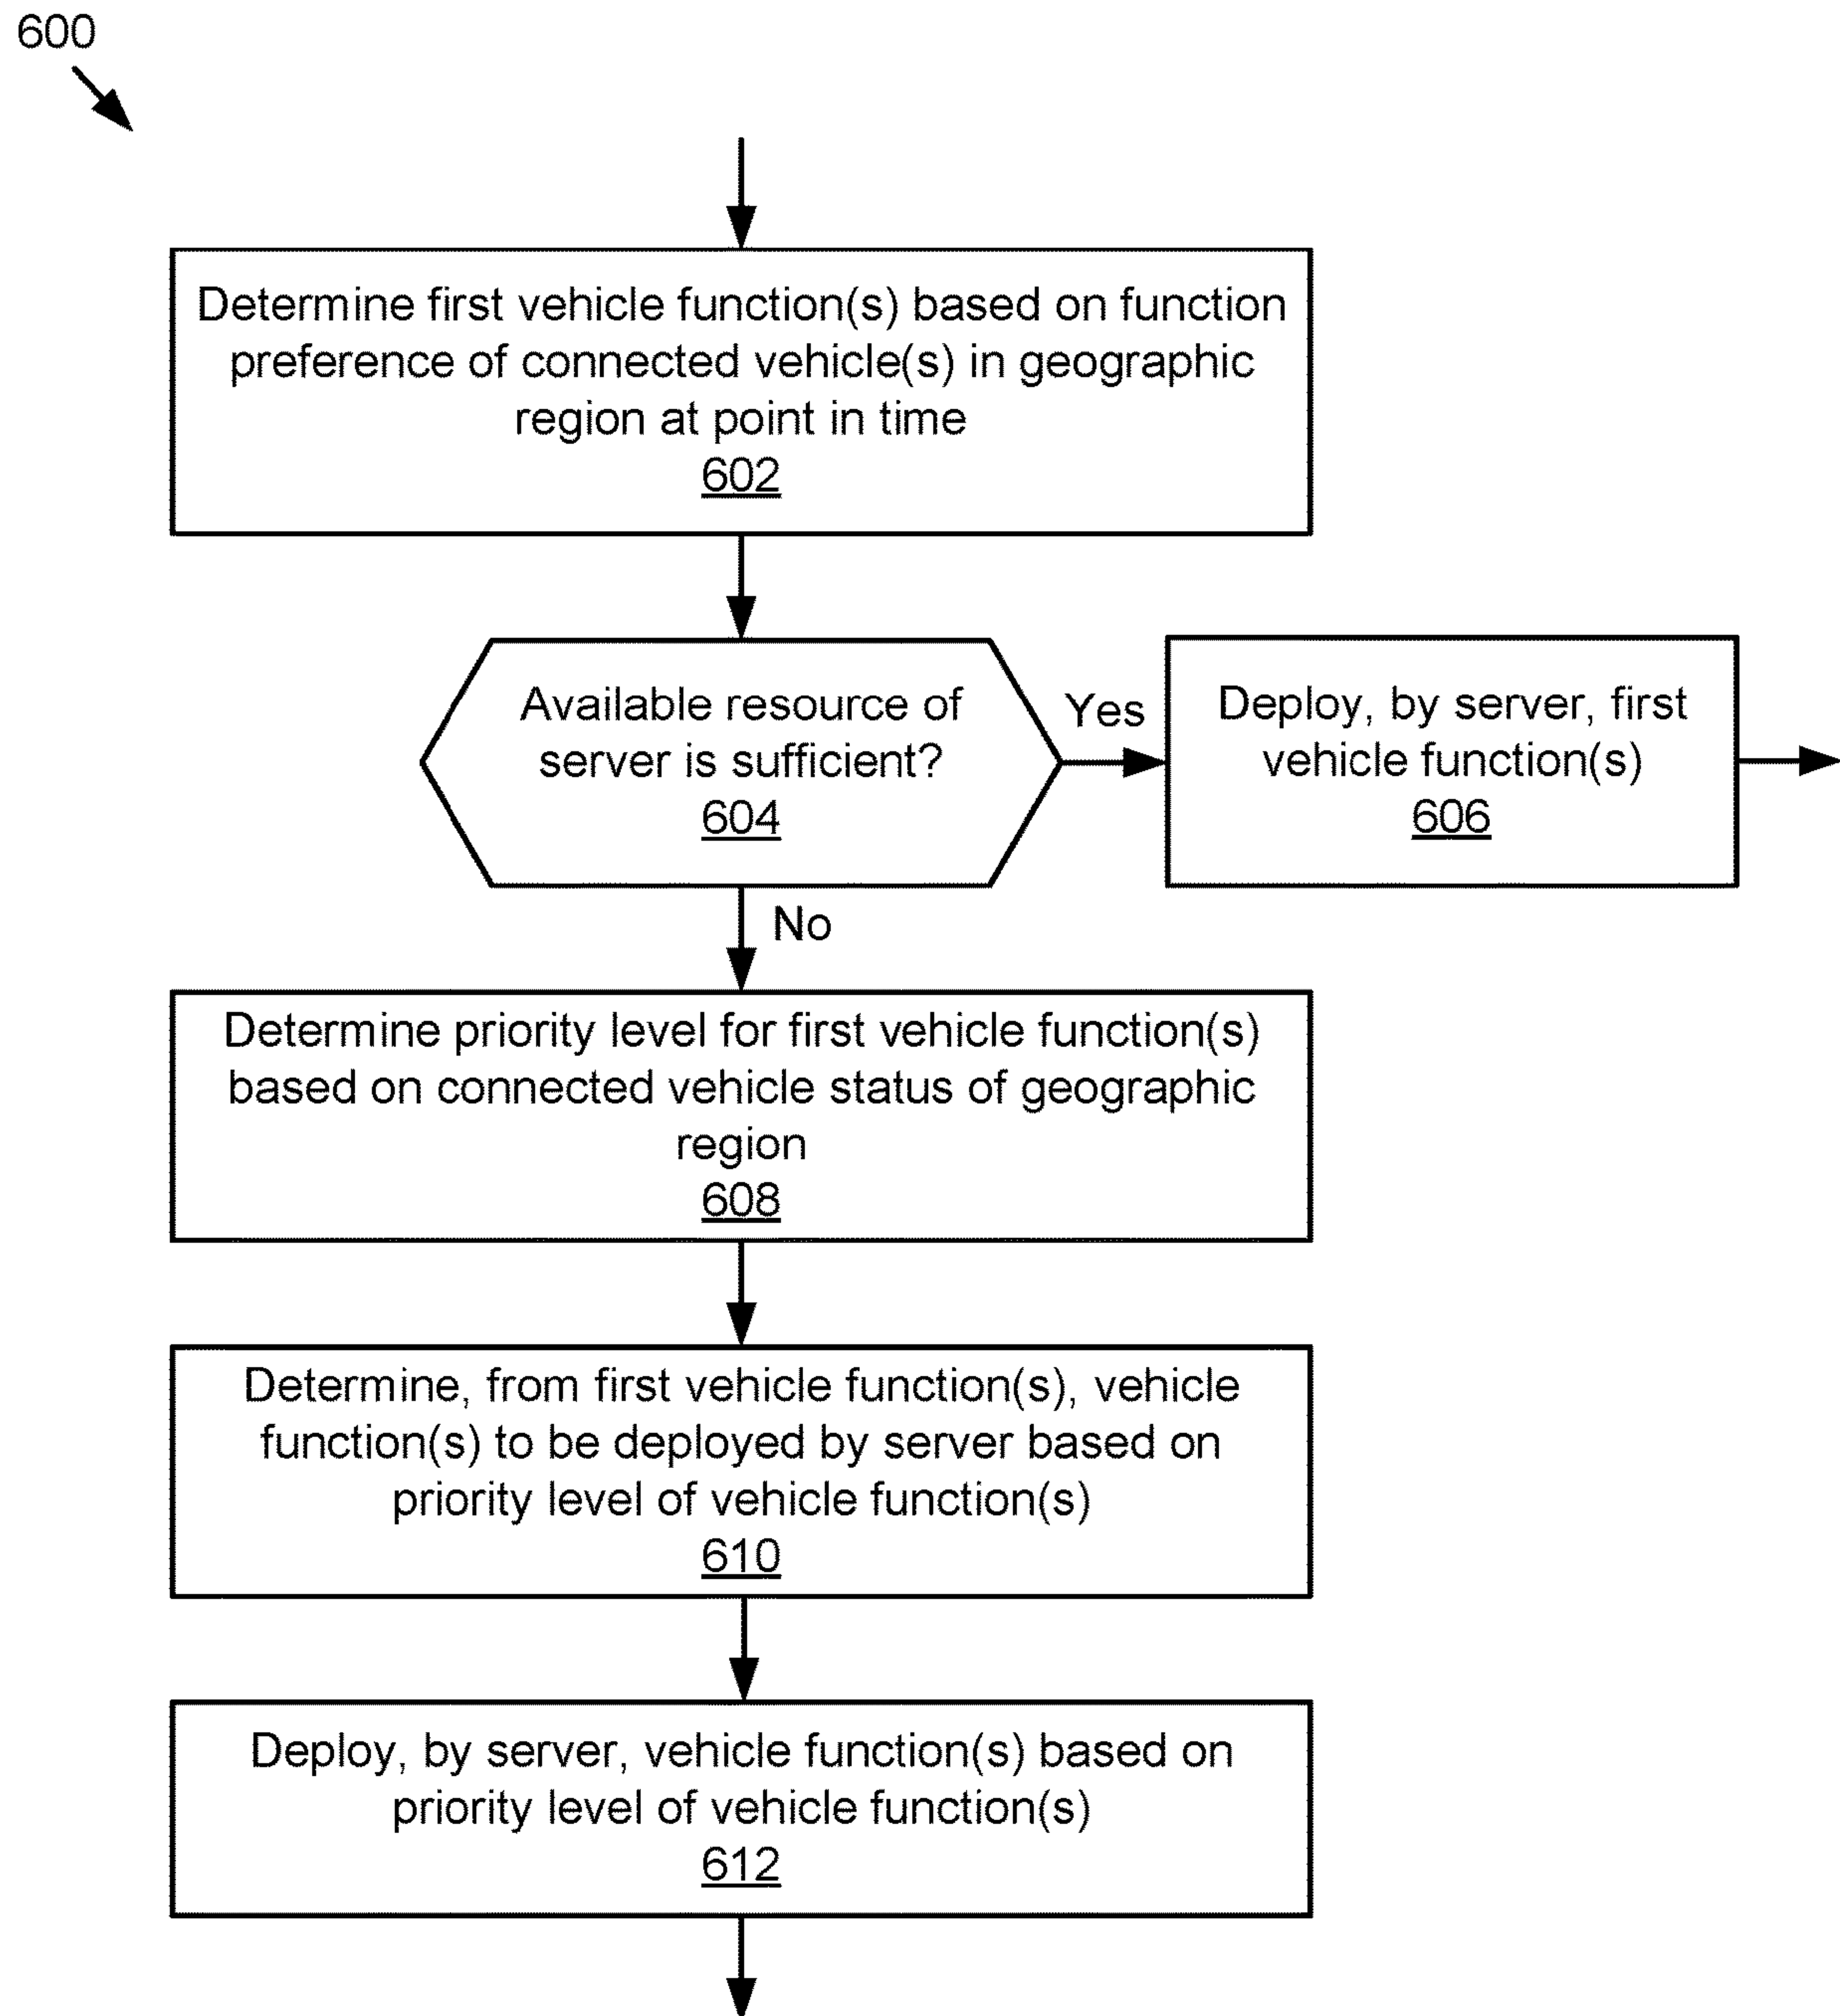 600
Determine first vehicle function(s) based on function
preference of connected vehicle(s) in geographic
region at point in time
602
Available resource of
server is sufficient?
604
Yes
Deploy, by server, first
vehicle function(s)
606
No
Determine priority level for first vehicle function(s)
based on connected vehicle status of geographic
region
608
Determine, from first vehicle function(s), vehicle
function(s) to be deployed by server based on
priority level of vehicle function(s)
610
Deploy, by server, vehicle function(s) based on
priority level of vehicle function(s)
612